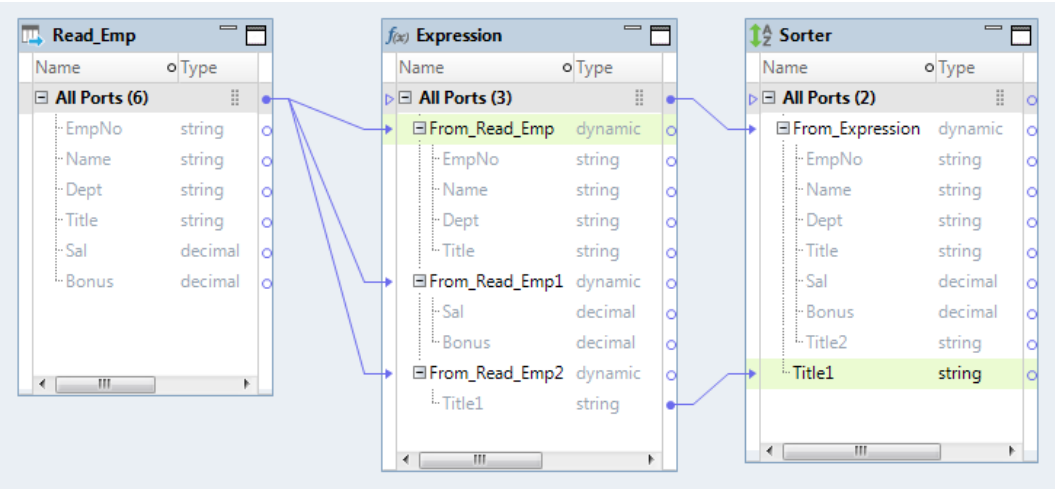 Read_Emp
Name Type
All Ports (6)
EmpNo string
Name string
Dept string
Title string
Sal decimal
Bonus decimal
f(x) Expression
Name Type
All Ports (3)
From_Read_Emp dynamic
EmpNo string
Name string
Dept string
Title string
From_Read_Emp1 dynamic
Sal decimal
Bonus decimal
From_Read_Emp2 dynamic
Title1 string
A Z Sorter
Name Type
All Ports (2)
From_Expression dynamic
EmpNo string
Name string
Dept string
Title string
Sal decimal
Bonus decimal
Title2 string
Title1 string